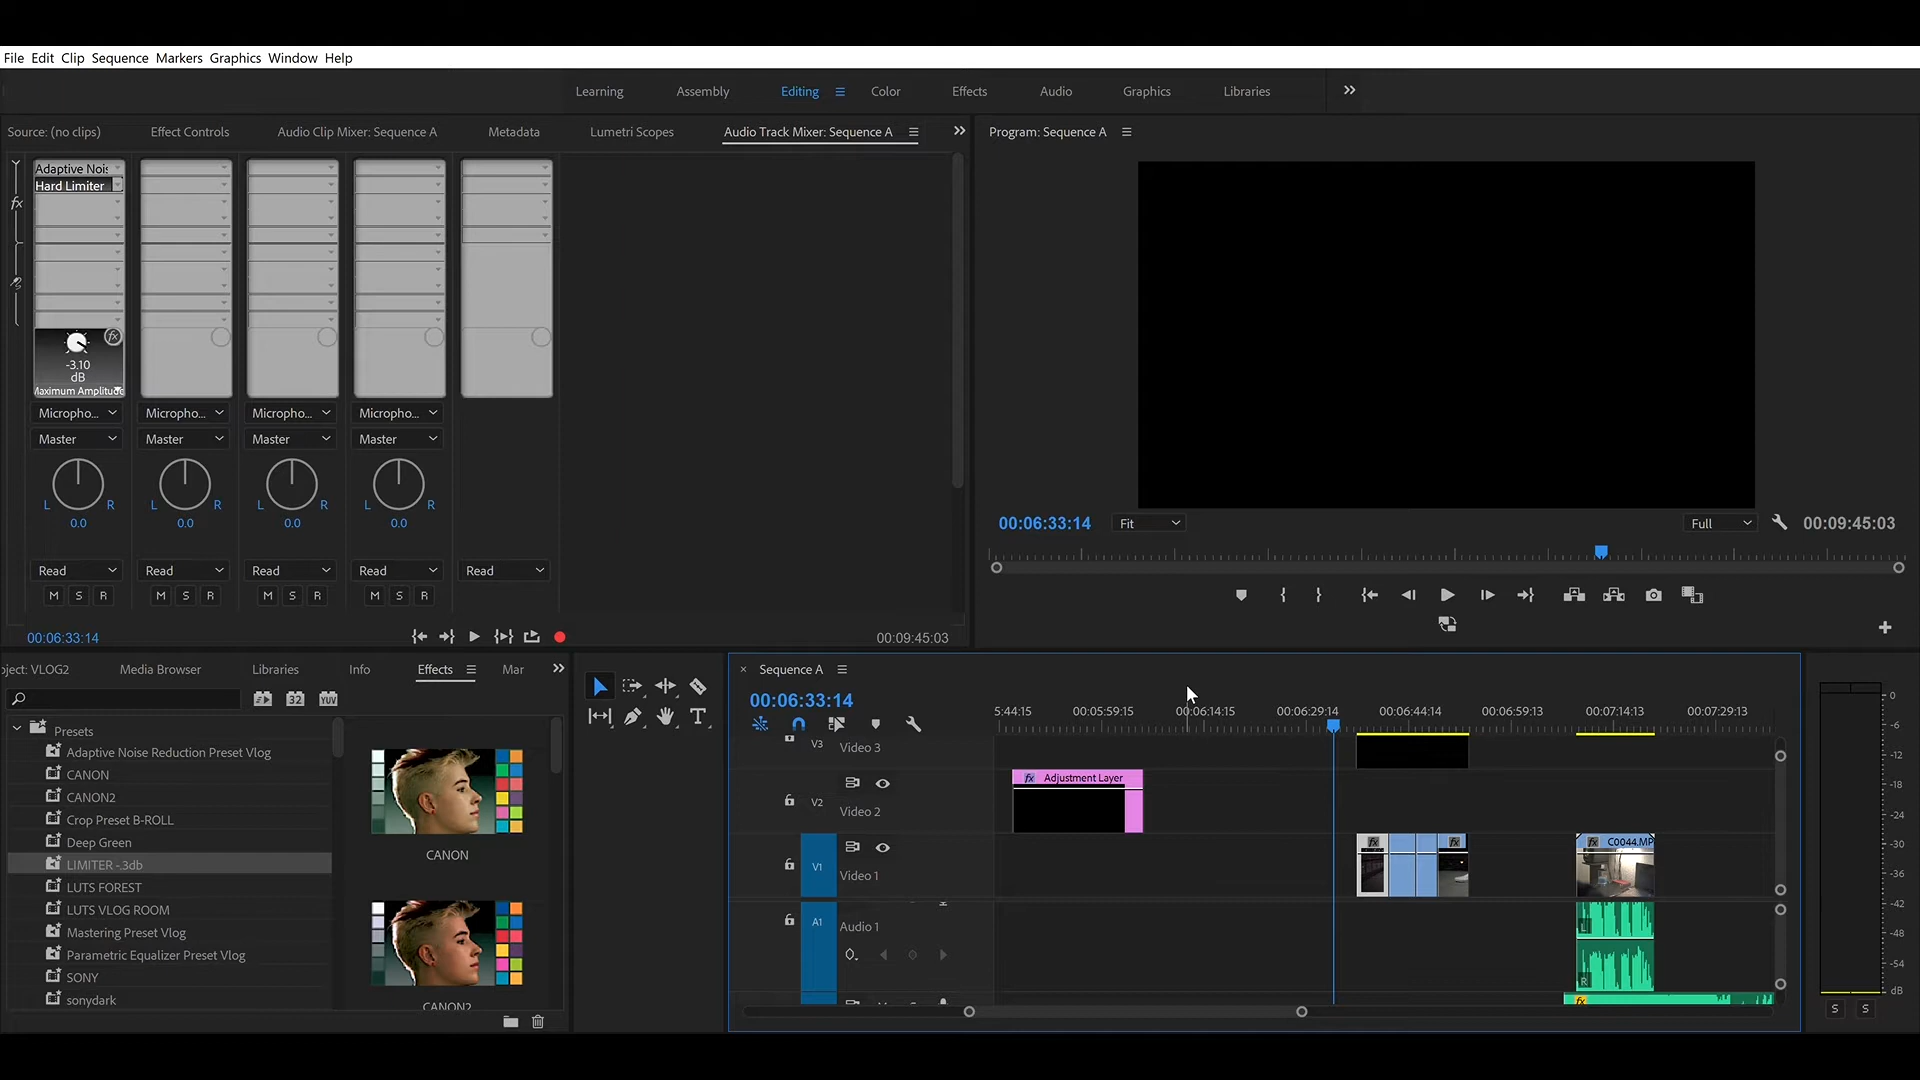 File Edit Clip Sequence Markers Graphics Window Help
Learning Assembly Editing Color Effects Audio Graphics Libraries
Source: (no clips) Effect Controls Audio Clip Mixer: Sequence A Metadata Lumetri Scopes Audio Track Mixer: Sequence A
Program: Sequence A
Adaptive Nois
Hard Limiter
fx
fx
-3.10
dB
Maximum Amplitude
Micropho... Micropho... Micropho... Micropho...
Master Master Master Master
L R L R L R L R
0.0 0.0 0.0 0.0
Read Read Read Read Read
M S R M S R M S R M S R
00:06:33:14 00:09:45:03
00:06:33:14 Fit Full 00:09:45:03
oject: VLOG2 Media Browser Libraries Info Effects Mar
32 YUV
Presets
Adaptive Noise Reduction Preset Vlog
CANON
CANON2
Crop Preset B-ROLL
Deep Green
LIMITER -.3db
LUTS FOREST
LUTS VLOG ROOM
Mastering Preset Vlog
Parametric Equalizer Preset Vlog
SONY
sonydark
CANON
CANON2
T
× Sequence A
00:06:33:14
5:44:15 00:05:59:15 00:06:14:15 00:06:29:14 00:06:44:14 00:06:59:13 00:07:14:13 00:07:29:13
V3 Video 3
fx Adjustment Layer
V2 Video 2
fx fx fx C0044.MP
V1 Video 1
A1 Audio 1
L
R
fx
0
-6
-12
-18
-24
-30
-36
-42
-48
-54
dB
S S